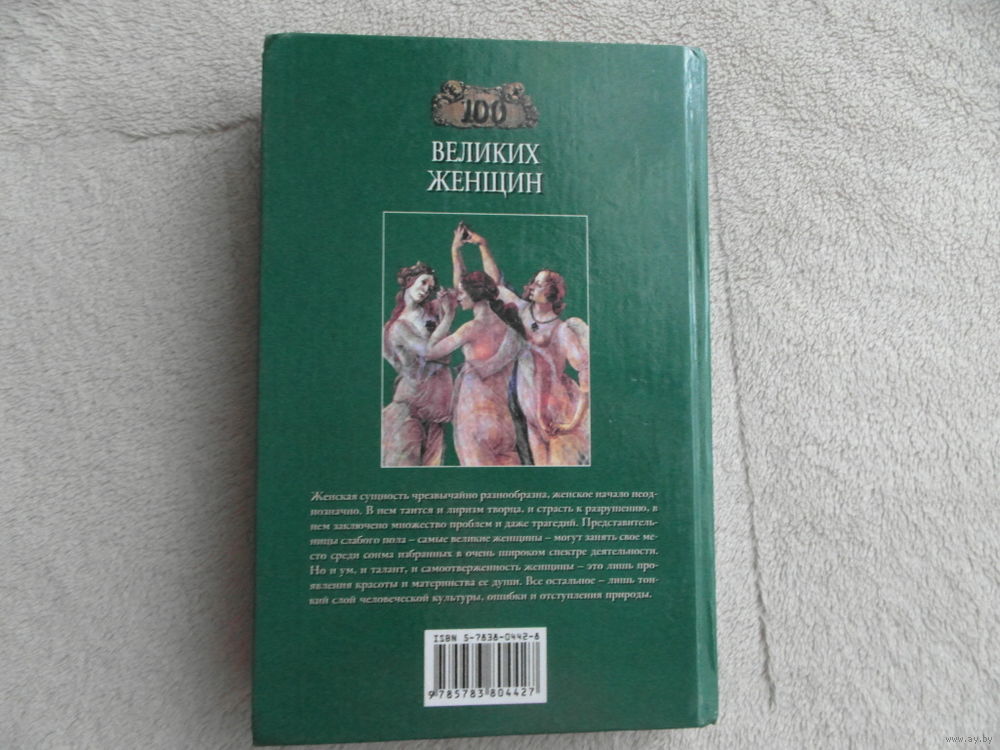 100
ВЕЛИКИХ
ЖЕНЩИН
Женская сущность чрезвычайно разнообразна, женское начало неод-
нозначно. В нем таится и лиризм творца, и страсть к разрушению, в
нем заключено множество проблем и даже трагедий. Представитель-
ницы слабого пола – самые великие женщины – могут занять свое ме-
сто среди сонма избранных в очень широком спектре деятельности.
Но и ум, и талант, и самоотверженность женщины – это лишь про-
явления красоты и материнства ее души. Все остальное – лишь тон-
кий слой человеческой культуры, ошибки и отступления природы.
ISBN 5-7838-0442-8
9 785783 804427
www.ay.by